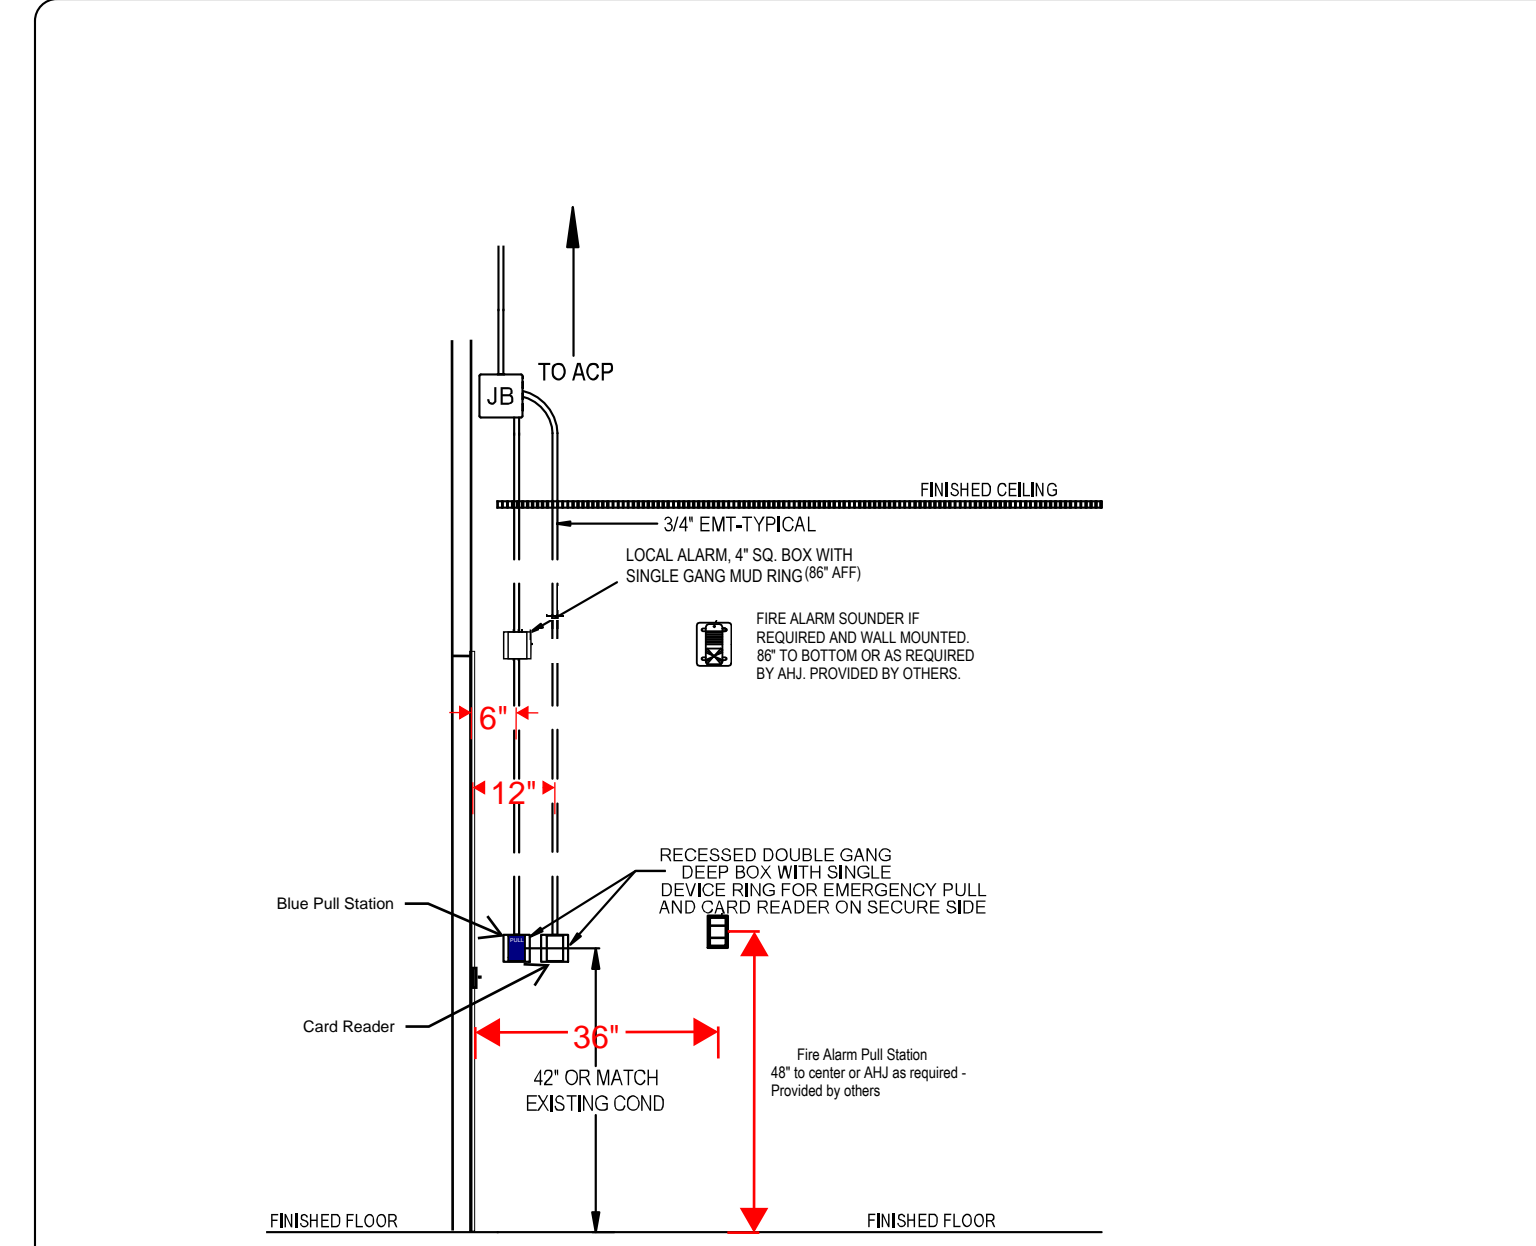 TO ACP
JB
FINISHED CEILING
3/4" EMT-TYPICAL
LOCAL ALARM, 4" SQ. BOX WITH
SINGLE GANG MUD RING (86" AFF)
FIRE ALARM SOUNDER IF
REQUIRED AND WALL MOUNTED.
86" TO BOTTOM OR AS REQUIRED
BY AHJ. PROVIDED BY OTHERS.
6"
12"
RECESSED DOUBLE GANG
DEEP BOX WITH SINGLE
DEVICE RING FOR EMERGENCY PULL
AND CARD READER ON SECURE SIDE
Blue Pull Station
PULL
Card Reader
36"
42" OR MATCH
EXISTING COND
Fire Alarm Pull Station
48" to center or AHJ as required -
Provided by others
FINISHED FLOOR
FINISHED FLOOR